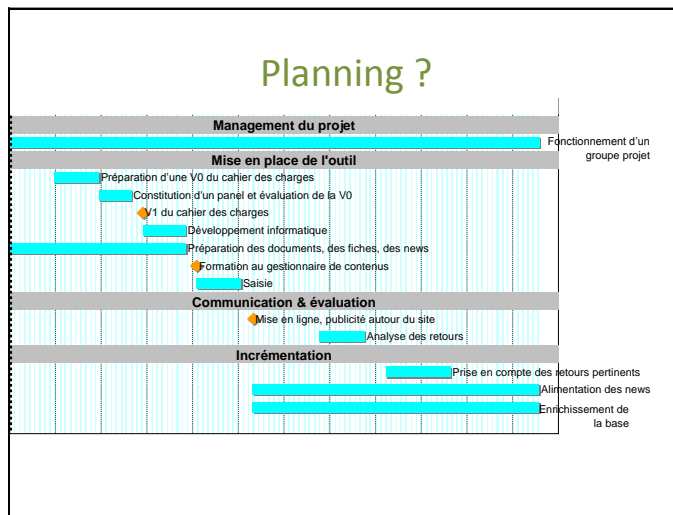 Planning ?
Management du projet
Fonctionnement d'un
groupe projet
Mise en place de l'outil
Préparation d'une V0 du cahier des charges
Constitution d'un panel et évaluation de la V0
V1 du cahier des charges
Développement informatique
Préparation des documents, des fiches, des news
Formation au gestionnaire de contenus
Saisie
Communication & évaluation
Mise en ligne, publicité autour du site
Analyse des retours
Incrémentation
Prise en compte des retours pertinents
Alimentation des news
Enrichissement de
la base